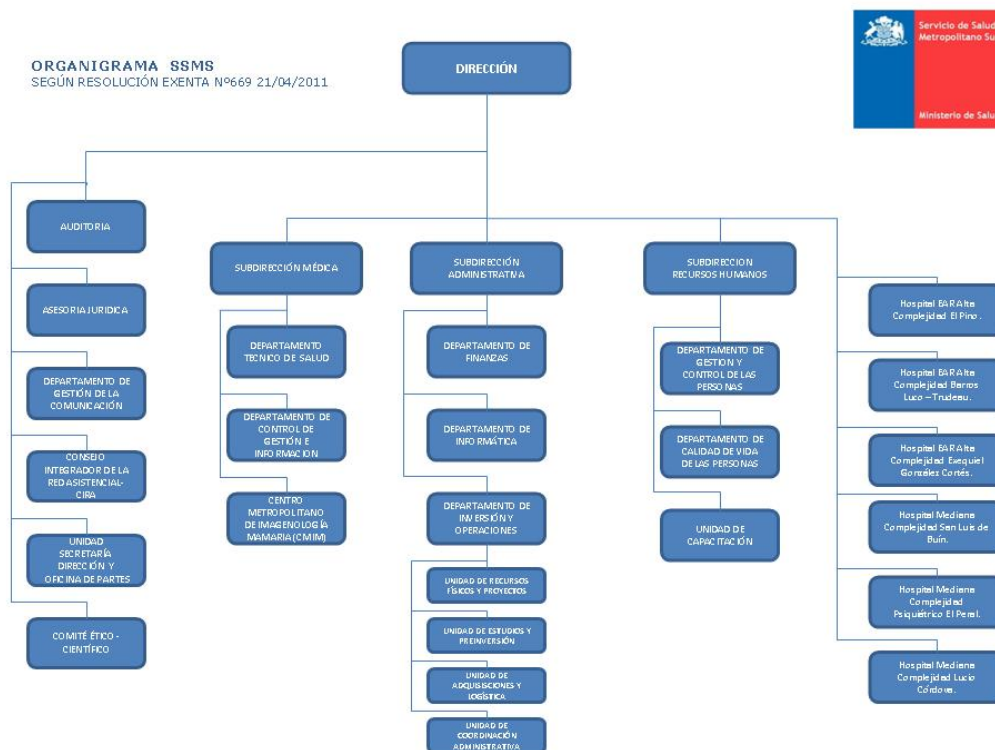 ORGANIGRAMA SSMS
SEGÚN RESOLUCIÓN EXENTA Nº669 21/04/2011
DIRECCIÓN
Servicio de Salud
Metropolitano Su
Ministerio de Salu
AUDITORIA
ASESORIA JURIDICA
DEPARTAMENTO DE
GESTIÓN DE LA
COMUNICACIÓN
CONSEJO
INTEGRADOR DE LA
RED ASISTENCIAL-
CIRA
UNIDAD
SECRETARÍA
DIRECCIÓN Y
OFICINA DE PARTES
COMITÉ ÉTICO -
CIENTÍFICO
SUBDIRECCIÓN MÉDICA
DEPARTAMENTO
TECNICO DE SALUD
DEPARTAMENTO DE
CONTROL DE
GESTIÓN E
INFORMACION
CENTRO
METROPOLITANO
DE IMAGENOLOGÍA
MAMARIA (CMIM)
SUBDIRECCIÓN
ADMINISTRATIVA
DEPARTAMENTO DE
FINANZAS
DEPARTAMENTO DE
INFORMÁTICA
DEPARTAMENTO DE
INVERSIÓN Y
OPERACIONES
UNIDAD DE RECURSOS
FÍSICOS Y PROYECTOS
UNIDAD DE ESTUDIOS Y
PREINVERSIÓN
UNIDAD DE
ADQUISISCIONES Y
LOGÍSTICA
UNIDAD DE
COORDINACIÓN
ADMINISTRATIVA
SUBDIRECCION
RECURSOS HUMANOS
DEPARTAMENTO DE
GESTION Y
CONTROL DE LAS
PERSONAS
DEPARTAMENTO DE
CALIDAD DE VIDA
DE LAS PERSONAS
UNIDAD DE
CAPACITACIÓN
Hospital EAR Alta
Complejidad El Pino .
Hospital EAR Alta
Complejidad Barros
Luco – Trudeau.
Hospital EAR Alta
Complejidad Exequiel
González Cortés.
Hospital Mediana
Complejidad San Luis de
Buín.
Hospital Mediana
Complejidad
Psiquiátrico El Peral.
Hospital Mediana
Complejidad Lucio
Córdova.